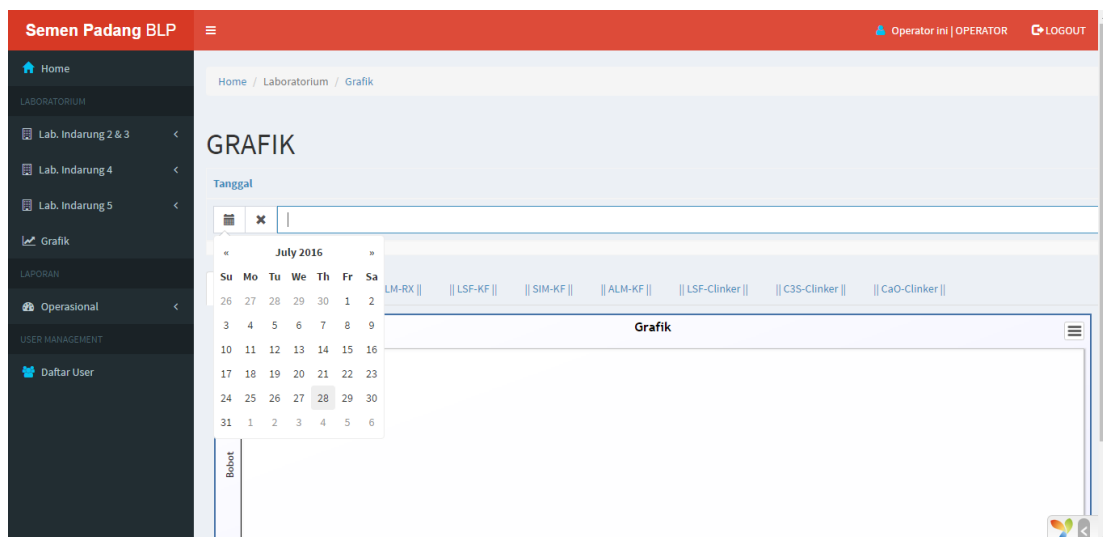 Semen Padang BLP
Operator ini | OPERATOR LOGOUT
Home
Home / Laboratorium / Grafik
LABORATORIUM
Lab. Indarung 2 & 3
Lab. Indarung 4
Lab. Indarung 5
Grafik
LAPORAN
Operasional
USER MANAGEMENT
Daftar User
GRAFIK
Tanggal
« July 2016 »
Su Mo Tu We Th Fr Sa
26 27 28 29 30 1 2
3 4 5 6 7 8 9
10 11 12 13 14 15 16
17 18 19 20 21 22 23
24 25 26 27 28 29 30
31 1 2 3 4 5 6
LM-RX || || LSF-KF || || SIM-KF || || ALM-KF || || LSF-Clinker || || C3S-Clinker || || CaO-Clinker ||
Grafik
Bobot